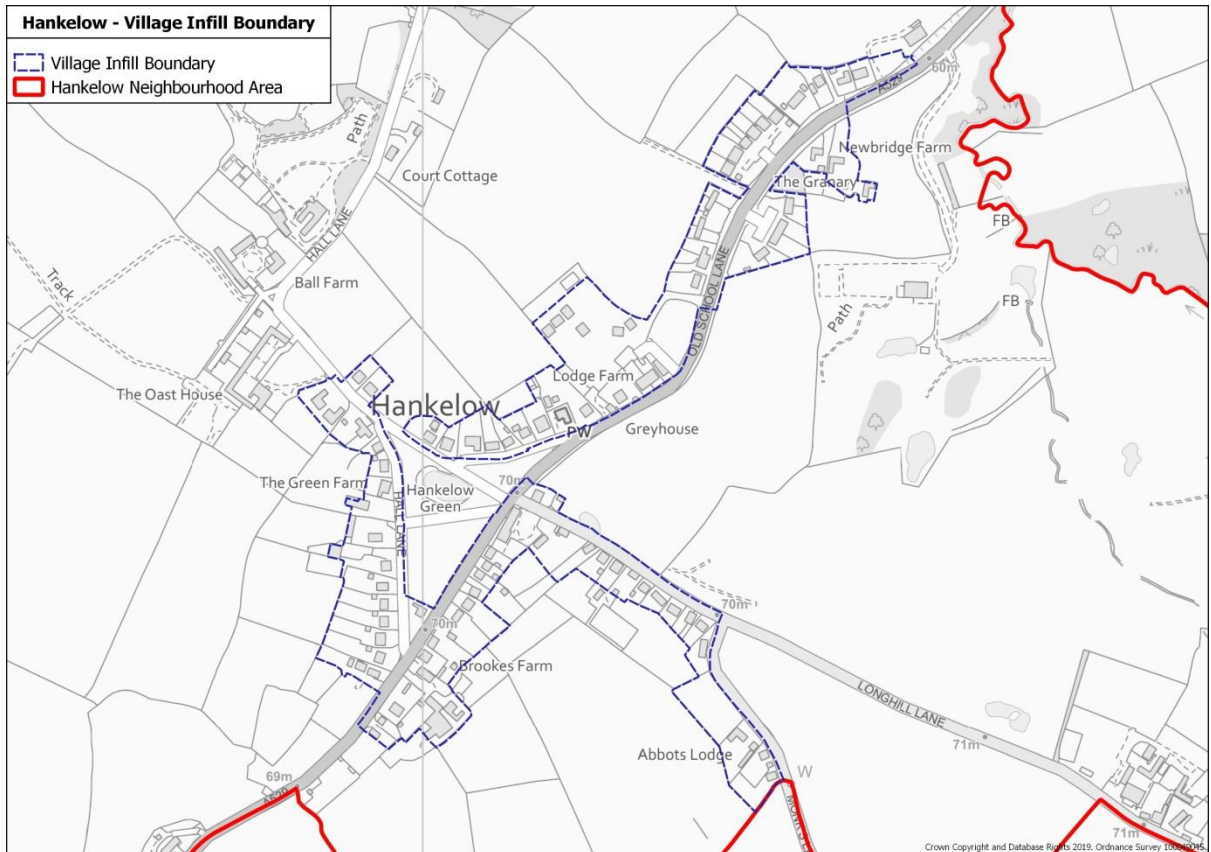 Hankelow - Village Infill Boundary
Village Infill Boundary
Hankelow Neighbourhood Area
60m
A529
Path
Newbridge Farm
Court Cottage
The Granary
HALL LANE
FB
Track
Ball Farm
FB
OLD SCHOOL LANE
Path
Lodge Farm
The Oast House
Hankelow
Greyhouse
PW
The Green Farm
Hankelow
Green
70m
HALL LANE
70m
70m
Brookes Farm
LONGHILL LANE
Abbots Lodge
71m
69m
W
A529
MONK'S
71m
Crown Copyright and Database Rights 2019. Ordnance Survey 100049045